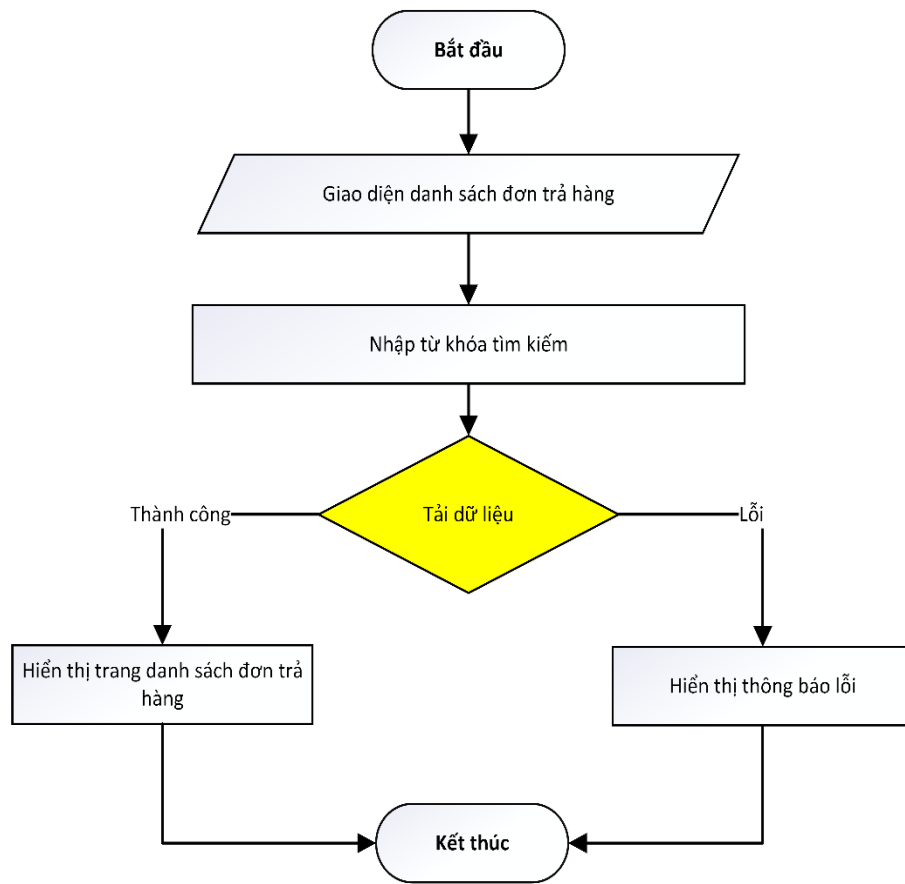 Bắt đầu
Giao diện danh sách đơn trả hàng
Nhập từ khóa tìm kiếm
Tải dữ liệu
Thành công
Lỗi
Hiển thị trang danh sách đơn trả
hàng
Hiển thị thông báo lỗi
Kết thúc